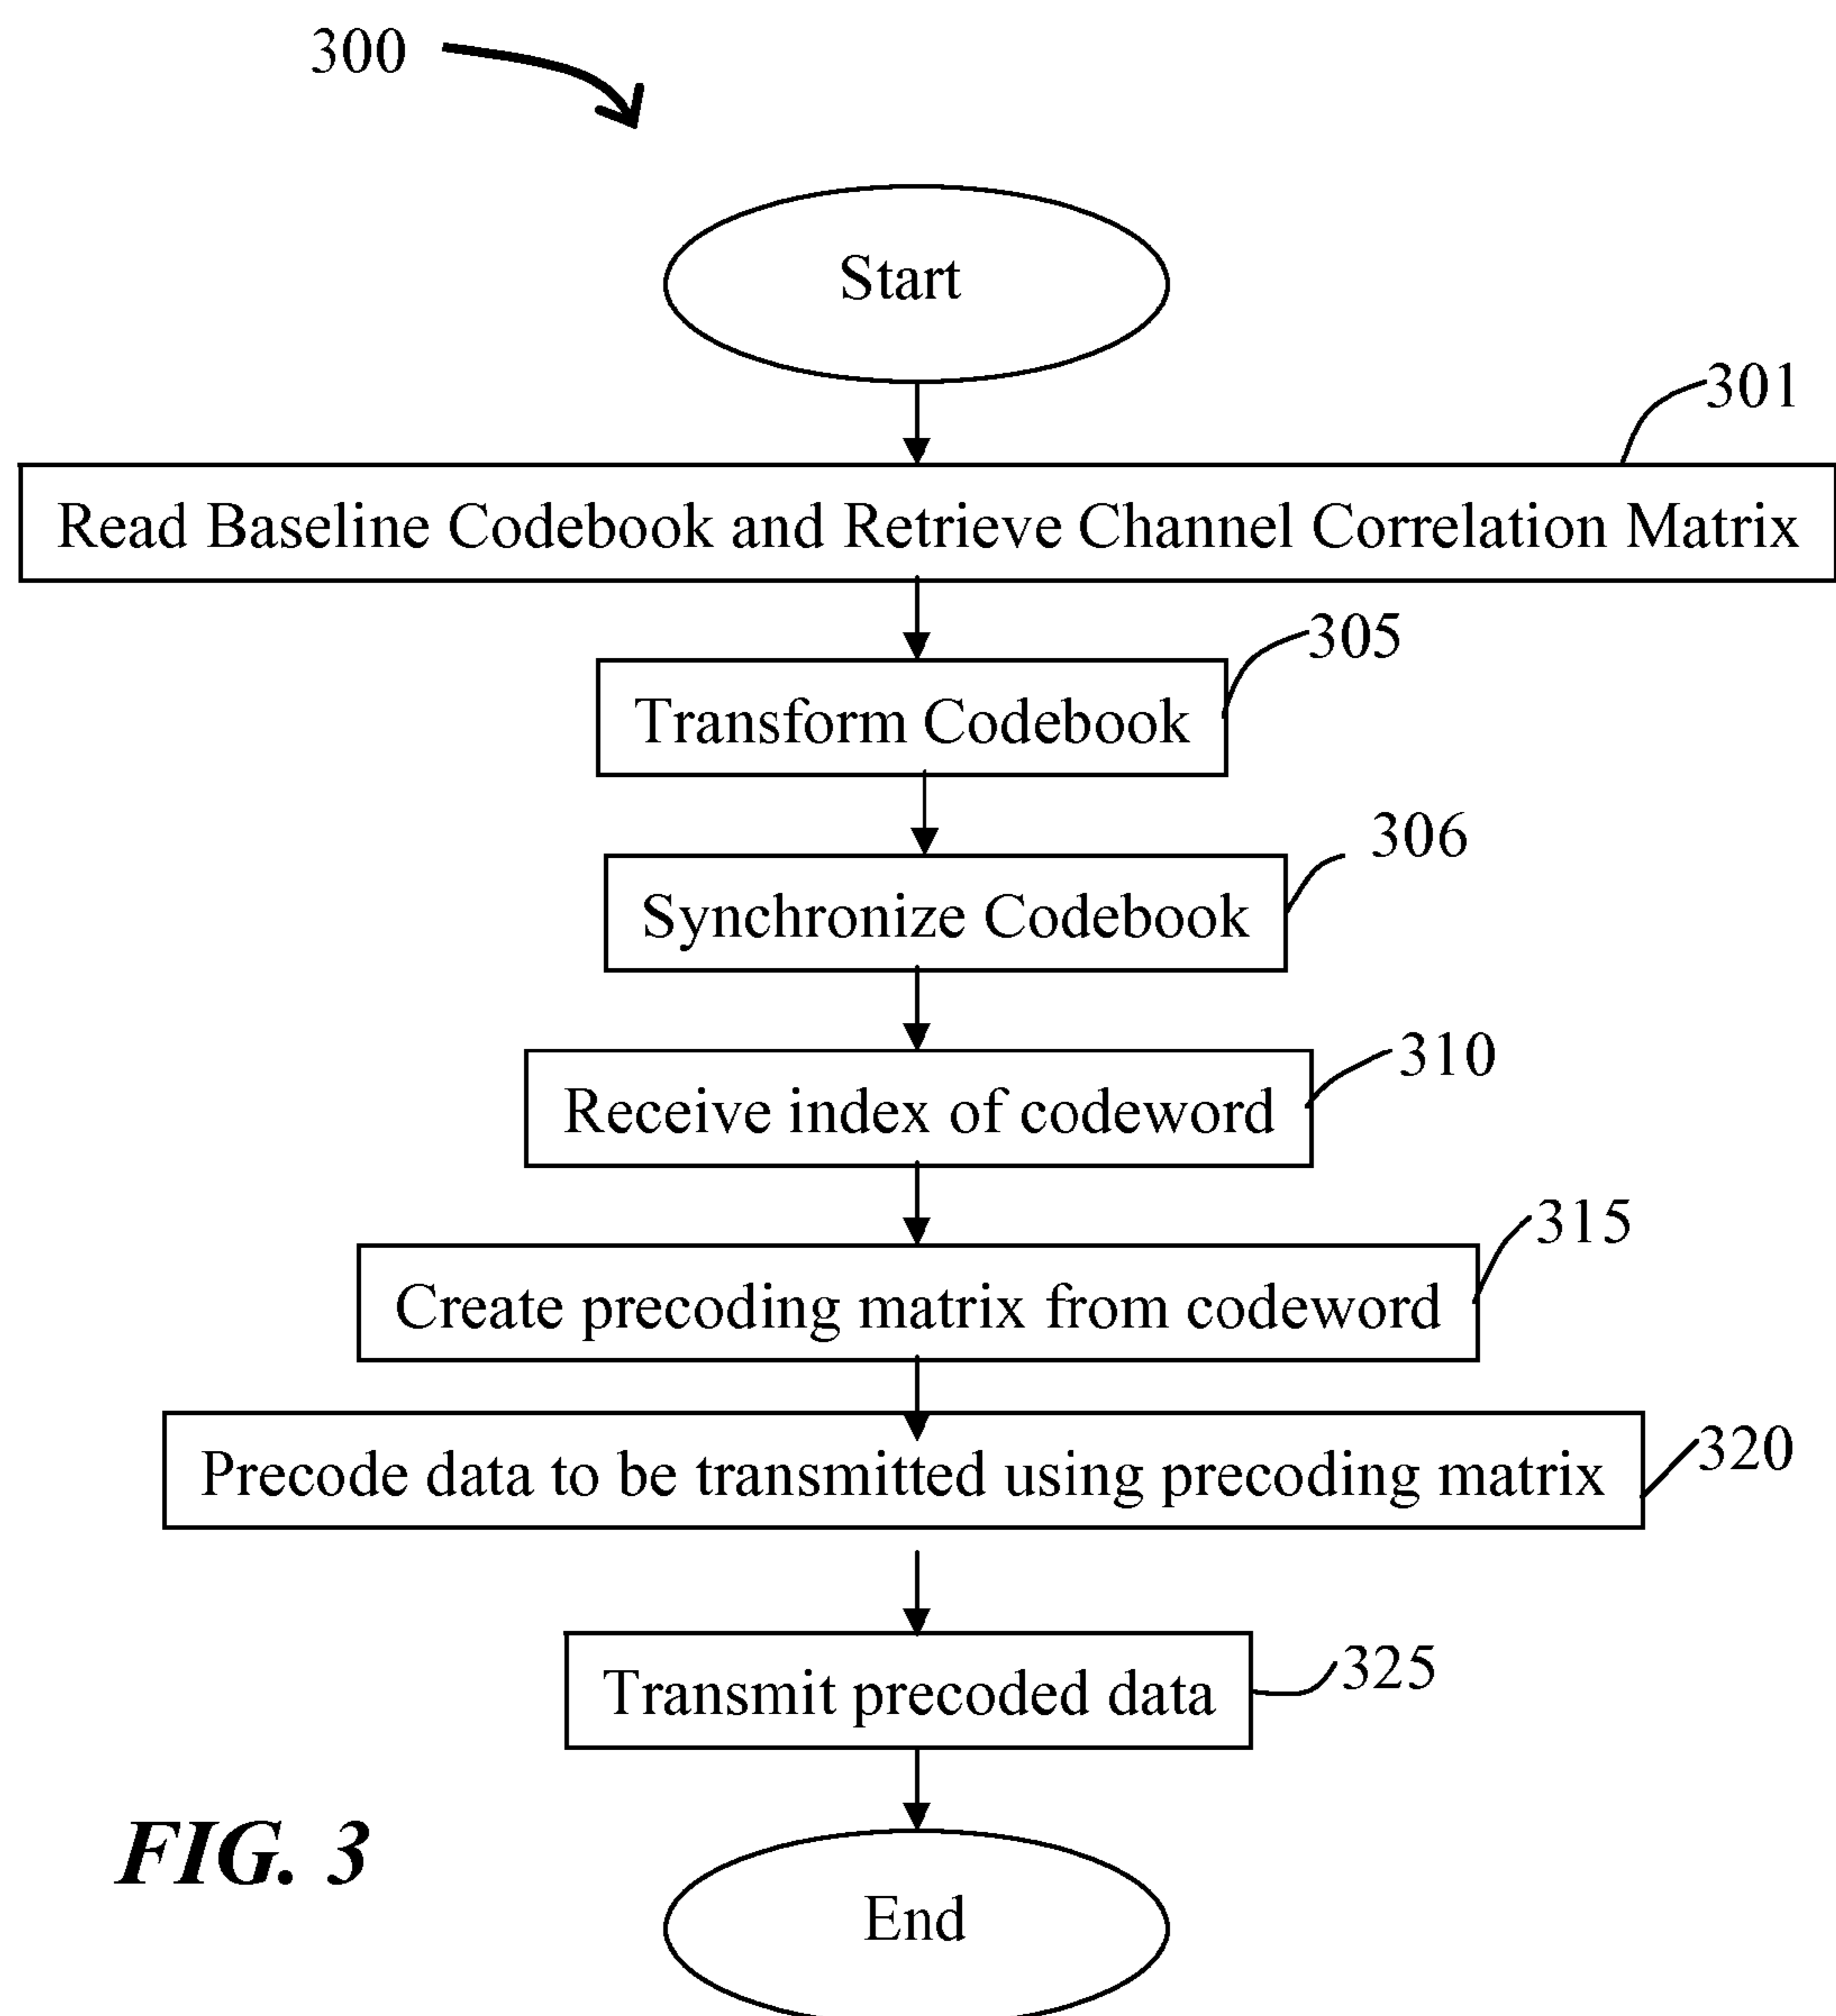 300
Start
301
Read Baseline Codebook and Retrieve Channel Correlation Matrix
305
Transform Codebook
306
Synchronize Codebook
310
Receive index of codeword
315
Create precoding matrix from codeword
320
Precode data to be transmitted using precoding matrix
325
Transmit precoded data
FIG. 3
End